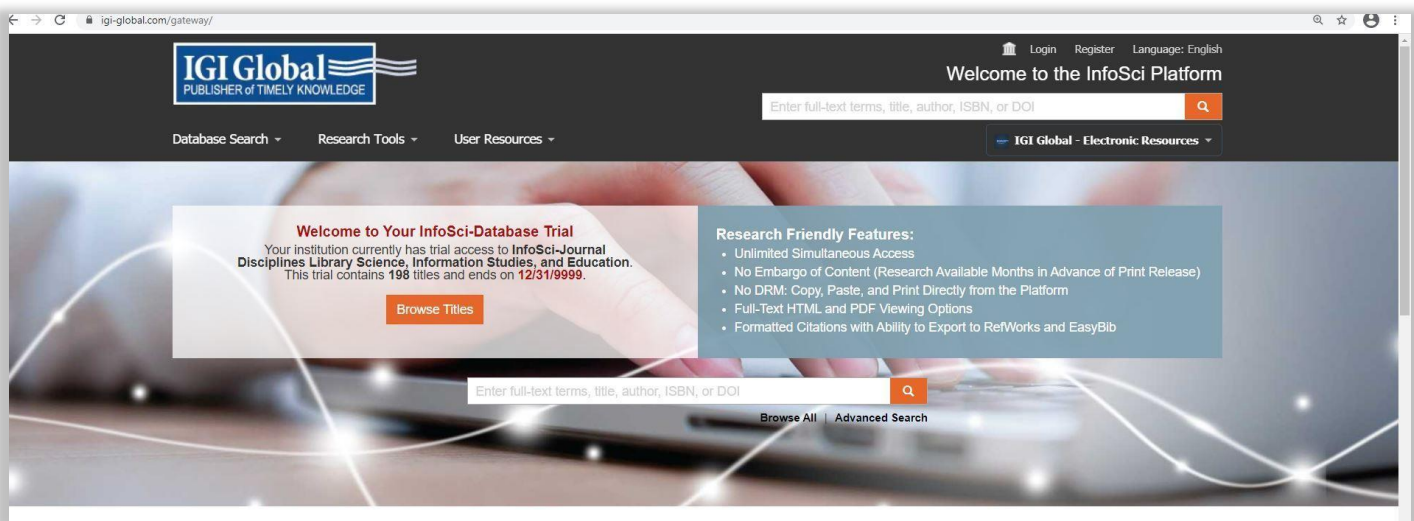 igi-global.com/gateway/
Login Register Language: English
IGI Global
PUBLISHER of TIMELY KNOWLEDGE
Welcome to the InfoSci Platform
Enter full-text terms, title, author, ISBN, or DOI
Database Search Research Tools User Resources
IGI Global - Electronic Resources
Welcome to Your InfoSci-Database Trial
Your institution currently has trial access to InfoSci-Journal
Disciplines Library Science, Information Studies, and Education.
This trial contains 198 titles and ends on 12/31/9999.
Browse Titles
Research Friendly Features:
• Unlimited Simultaneous Access
• No Embargo of Content (Research Available Months in Advance of Print Release)
• No DRM: Copy, Paste, and Print Directly from the Platform
• Full-Text HTML and PDF Viewing Options
• Formatted Citations with Ability to Export to RefWorks and EasyBib
Enter full-text terms, title, author, ISBN, or DOI
Browse All | Advanced Search